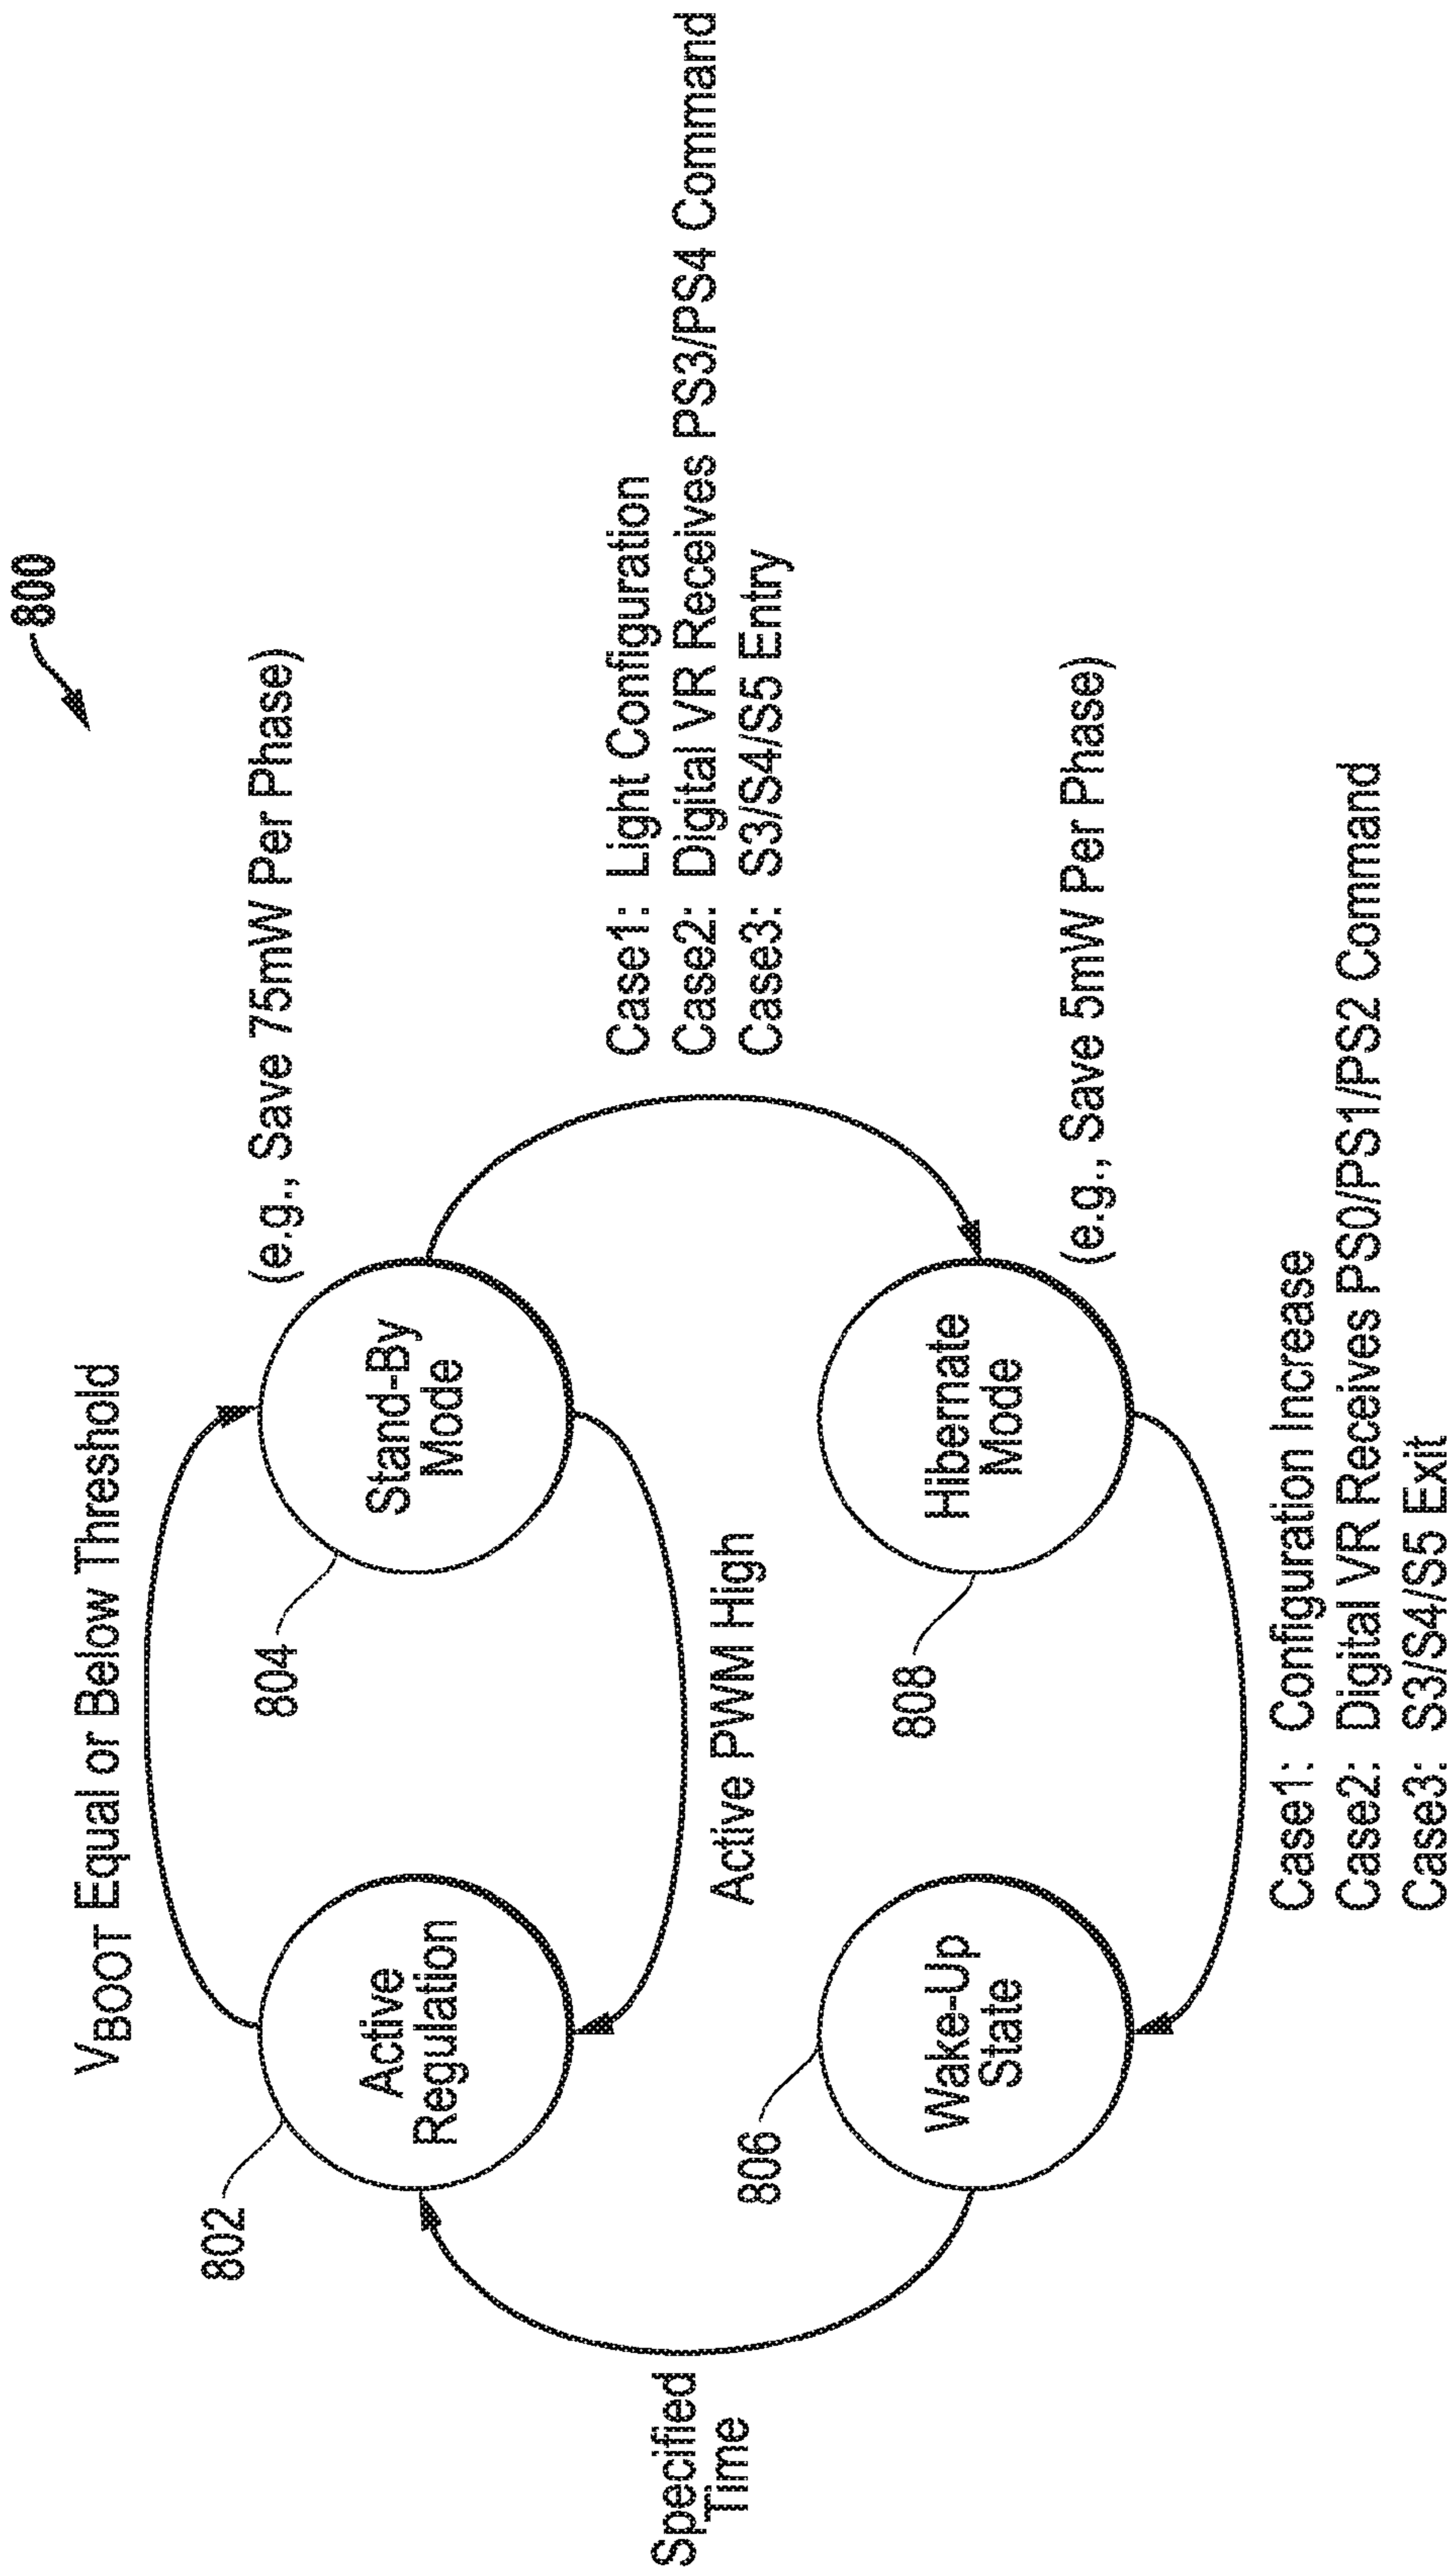 800
V BOOT Equal or Below Threshold
(e.g., Save 75mW Per Phase)
802
Active
Regulation
804
Stand-By
Mode
Active PWM High
Case1: Light Configuration
Case2: Digital VR Receives PS3/PS4 Command
Case3: S3/S4/S5 Entry
Specified
Time
806
Wake-Up
State
808
Hibernate
Mode
(e.g., Save 5mW Per Phase)
Case1: Configuration Increase
Case2: Digital VR Receives PS0/PS1/PS2 Command
Case3: S3/S4/S5 Exit